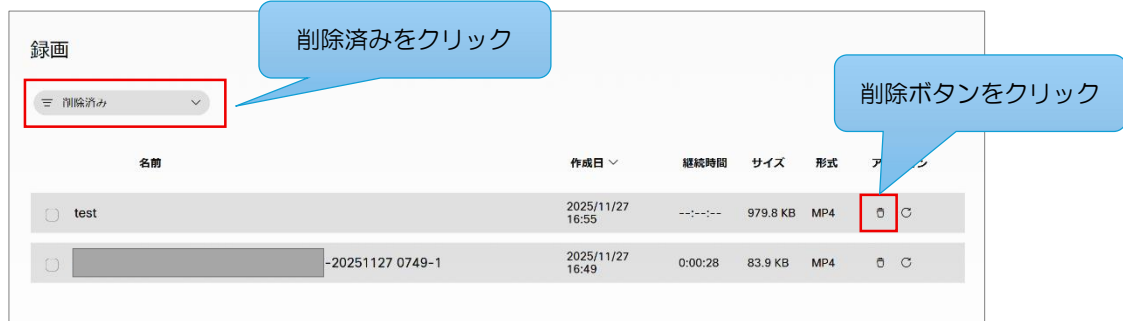 削除済みをクリック
録画
削除済み
削除ボタンをクリック
名前 作成日 継続時間 サイズ 形式
test 2025/11/27 16:55 --:--:-- 979.8 KB MP4
-20251127 0749-1 2025/11/27 16:49 0:00:28 83.9 KB MP4